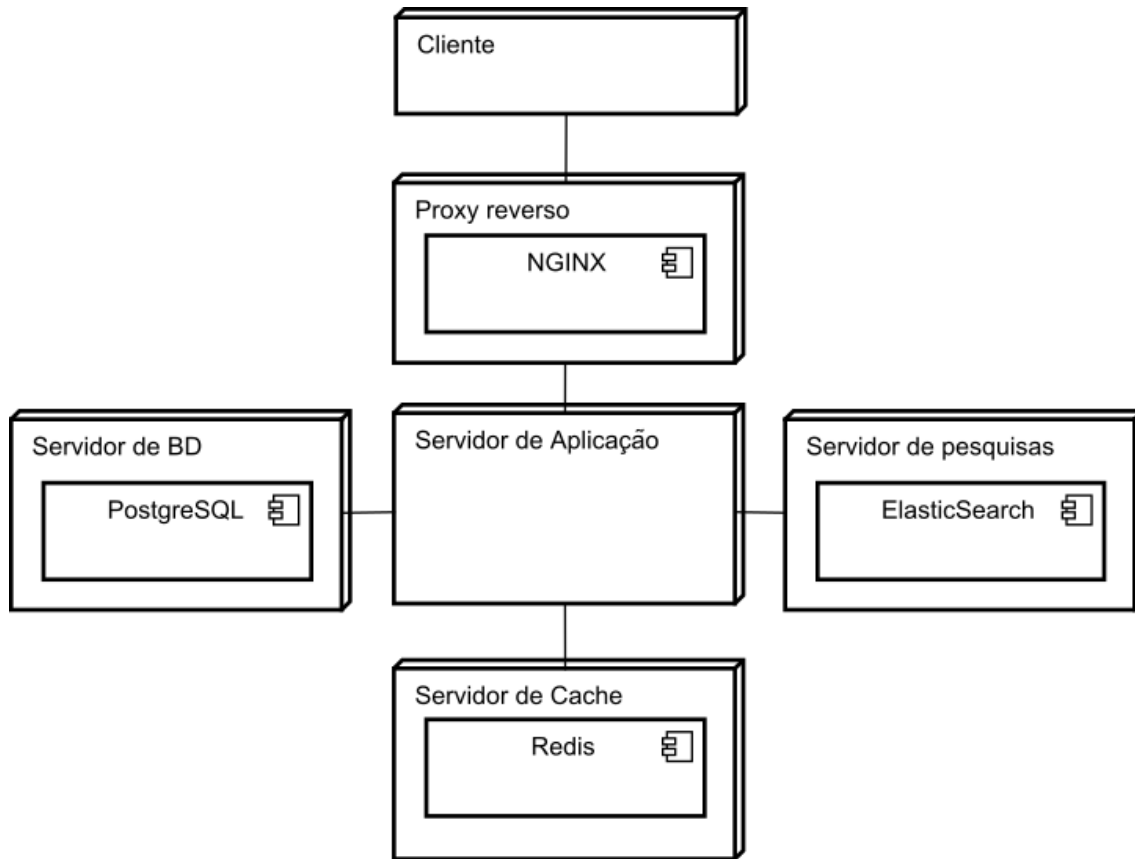 Cliente
Proxy reverso
NGINX
Servidor de BD
PostgreSQL
Servidor de Aplicação
Servidor de pesquisas
ElasticSearch
Servidor de Cache
Redis